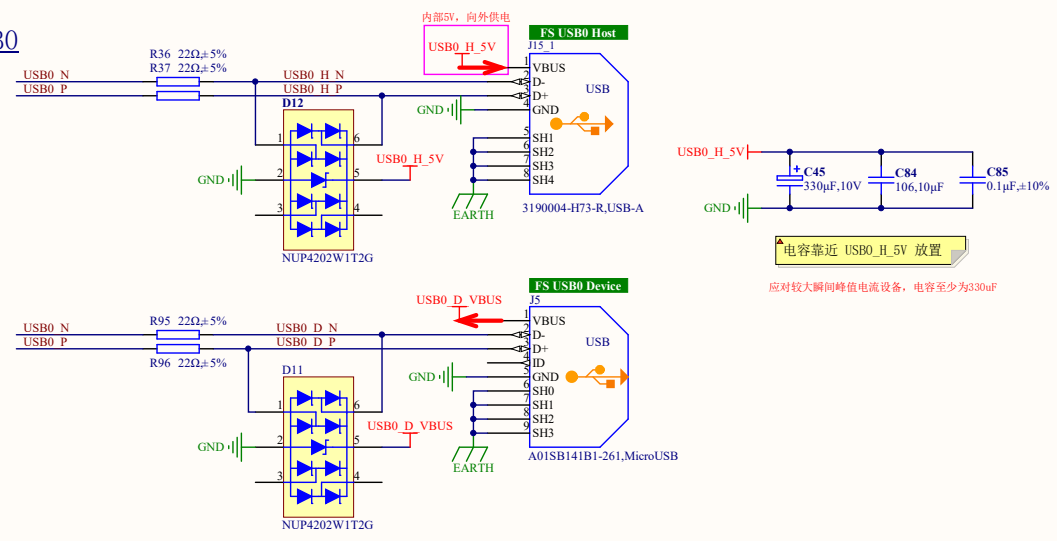 内部5V，向外供电
FS USB0 Host
J15_1
USB0_H_5V
R36 22Ω,±5%
R37 22Ω,±5%
USB0_N
USB0_P
USB0_H_N
USB0_H_P
D12
1
2
3
4
5
6
7
8
VBUS
D-
D+
GND
SH1
SH2
SH3
SH4
USB
GND
EARTH
3190004-H73-R,USB-A
1
2
3
6
5
4
GND
USB0_H_5V
NUP4202W1T2G
USB0_H_5V
GND
C45
330μF,10V
C84
106,10μF
C85
0.1μF,±10%
电容靠近 USB0_H_5V 放置
应对较大瞬间峰值电流设备，电容至少为330uF
FS USB0 Device
J5
USB0_D_VBUS
R95 22Ω,±5%
R96 22Ω,±5%
USB0_N
USB0_P
USB0_D_N
USB0_D_P
D11
1
2
3
4
5
6
7
8
9
VBUS
D-
D+
ID
GND
SH0
SH1
SH2
SH3
USB
GND
EARTH
A01SB141B1-261,MicroUSB
1
2
3
6
5
4
GND
USB0_D_VBUS
NUP4202W1T2G